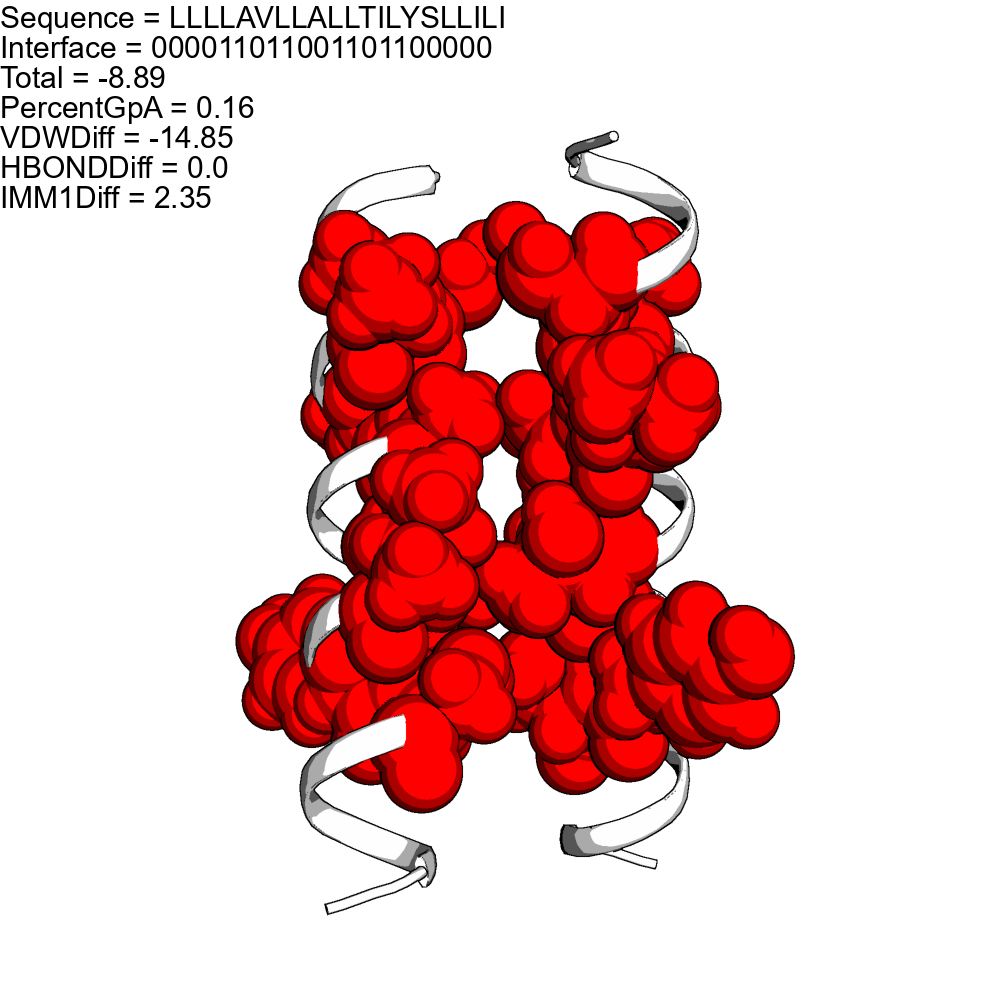 Sequence = LLLLAVLLALLTILYSLLILI
Interface = 000011011001101100000
Total = -8.89
PercentGpA = 0.16
VDWDiff = -14.85
HBONDDiff = 0.0
IMM1Diff = 2.35